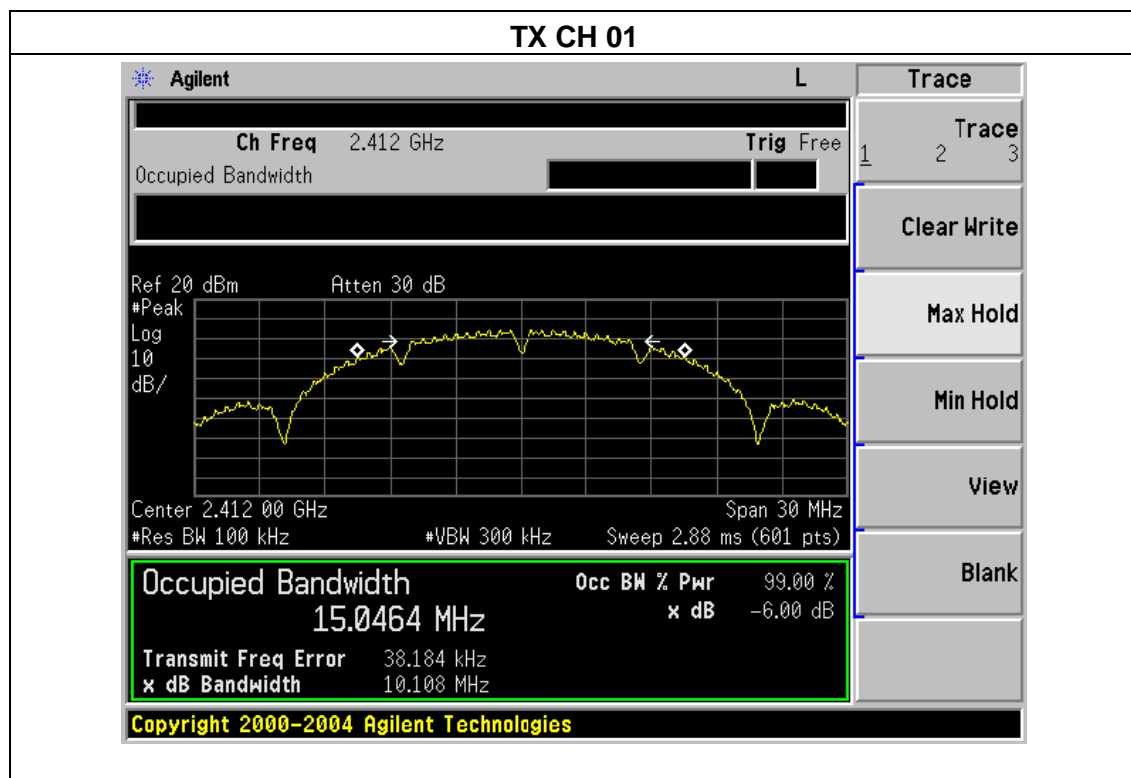 TX CH 01
Agilent L Trace
Ch Freq 2.412 GHz Trig Free
Occupied Bandwidth
Trace
1 2 3
Clear Write
Ref 20 dBm Atten 30 dB
#Peak
Log
10
dB/
Max Hold
Min Hold
View
Center 2.412 00 GHz Span 30 MHz
#Res BW 100 kHz #VBW 300 kHz Sweep 2.88 ms (601 pts)
Blank
Occupied Bandwidth Occ BW % Pwr 99.00 %
15.0464 MHz x dB -6.00 dB
Transmit Freq Error 38.184 kHz
x dB Bandwidth 10.108 MHz
Copyright 2000-2004 Agilent Technologies